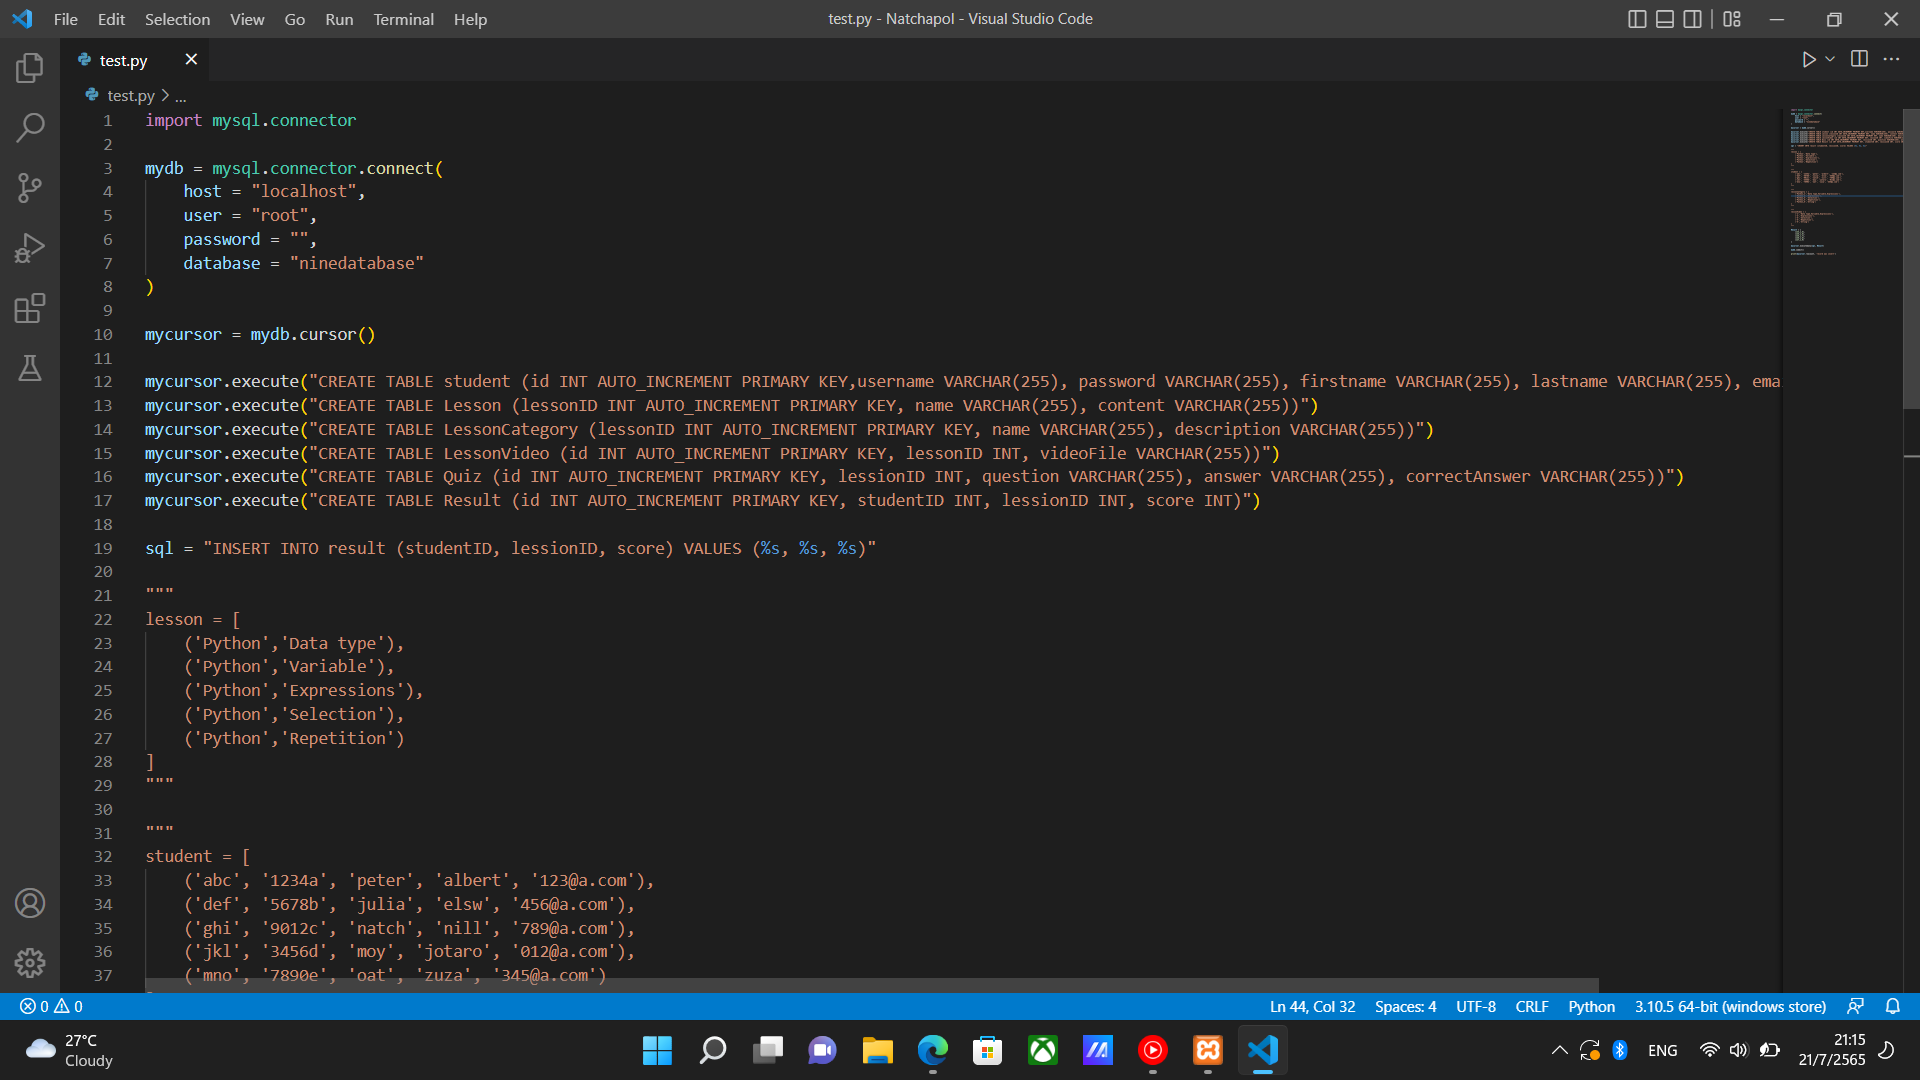 File Edit Selection View Go Run Terminal Help
test.py - Natchapol - Visual Studio Code
test.py
test.py > ...
1 import mysql.connector
2
3 mydb = mysql.connector.connect(
4     host = "localhost",
5     user = "root",
6     password = "",
7     database = "ninedatabase"
8 )
9
10 mycursor = mydb.cursor()
11
12 mycursor.execute("CREATE TABLE student (id INT AUTO_INCREMENT PRIMARY KEY,username VARCHAR(255), password VARCHAR(255), firstname VARCHAR(255), lastname VARCHAR(255), ema
13 mycursor.execute("CREATE TABLE Lesson (lessonID INT AUTO_INCREMENT PRIMARY KEY, name VARCHAR(255), content VARCHAR(255))")
14 mycursor.execute("CREATE TABLE LessonCategory (lessonID INT AUTO_INCREMENT PRIMARY KEY, name VARCHAR(255), description VARCHAR(255))")
15 mycursor.execute("CREATE TABLE LessonVideo (id INT AUTO_INCREMENT PRIMARY KEY, lessonID INT, videoFile VARCHAR(255))")
16 mycursor.execute("CREATE TABLE Quiz (id INT AUTO_INCREMENT PRIMARY KEY, lessionID INT, question VARCHAR(255), answer VARCHAR(255), correctAnswer VARCHAR(255))")
17 mycursor.execute("CREATE TABLE Result (id INT AUTO_INCREMENT PRIMARY KEY, studentID INT, lessionID INT, score INT)")
18
19 sql = "INSERT INTO result (studentID, lessionID, score) VALUES (%s, %s, %s)"
20
21 """
22 lesson = [
23     ('Python','Data type'),
24     ('Python','Variable'),
25     ('Python','Expressions'),
26     ('Python','Selection'),
27     ('Python','Repetition')
28 ]
29 """
30
31 """
32 student = [
33     ('abc', '1234a', 'peter', 'albert', '123@a.com'),
34     ('def', '5678b', 'julia', 'elsw', '456@a.com'),
35     ('ghi', '9012c', 'natch', 'nill', '789@a.com'),
36     ('jkl', '3456d', 'moy', 'jotaro', '012@a.com'),
37     ('mno', '7890e', 'oat', 'zuza', '345@a.com')
0 0 Ln 44, Col 32 Spaces: 4 UTF-8 CRLF Python 3.10.5 64-bit (windows store)
27°C
Cloudy
ENG
21:15
21/7/2565